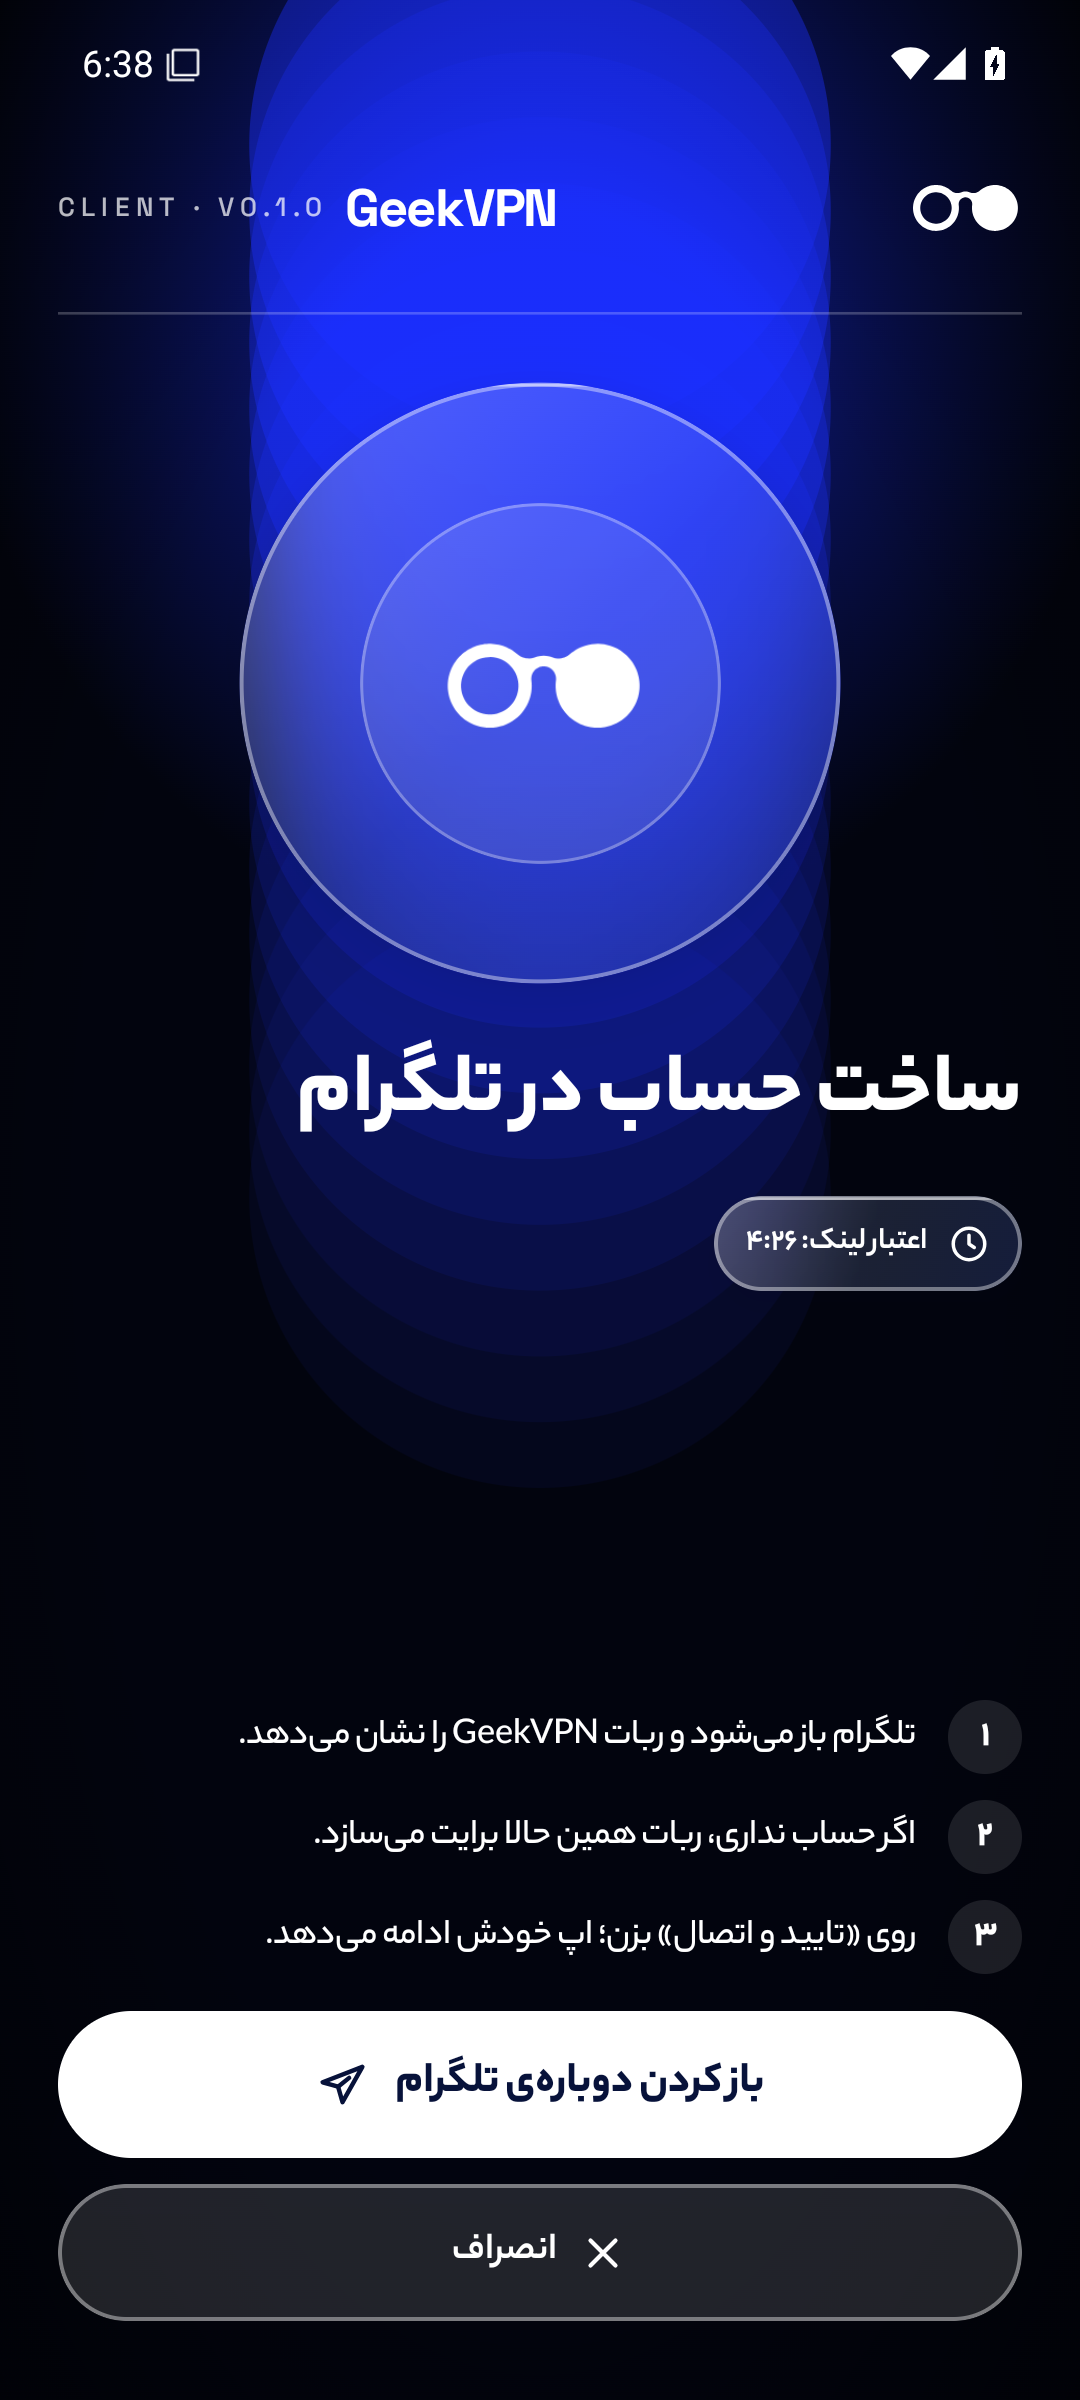 6:38
CLIENT · V0.1.0 GeekVPN
ساخت حساب در تلگرام
اعتبار لینک: ۴:۲۶
۱ تلگرام باز می‌شود و ربات GeekVPN را نشان می‌دهد.
۲ اگر حساب نداری، ربات همین حالا برایت می‌سازد.
۳ روی «تایید و اتصال» بزن؛ اپ خودش ادامه می‌دهد.
باز کردن دوباره‌ی تلگرام
انصراف